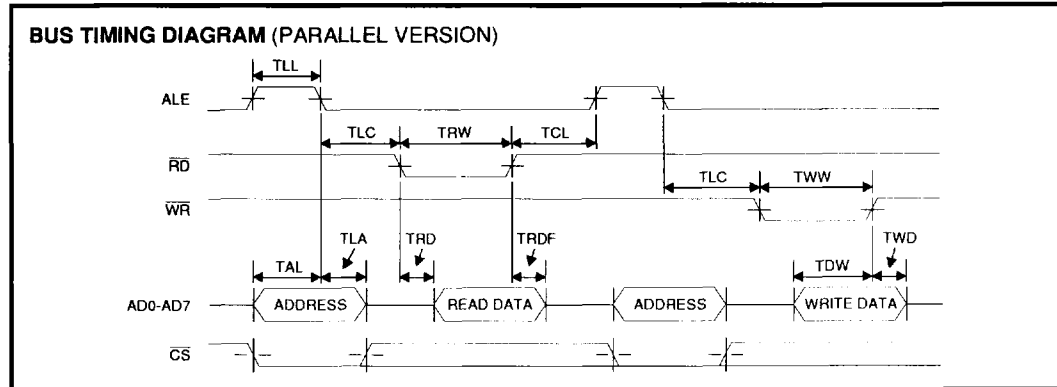 BUS TIMING DIAGRAM (PARALLEL VERSION)
TLL
ALE
TLC TRW TCL
RD
TLC TWW
WR
TLA TRD TRDF TWD
TAL TDW
AD0-AD7 ADDRESS READ DATA ADDRESS WRITE DATA
CS